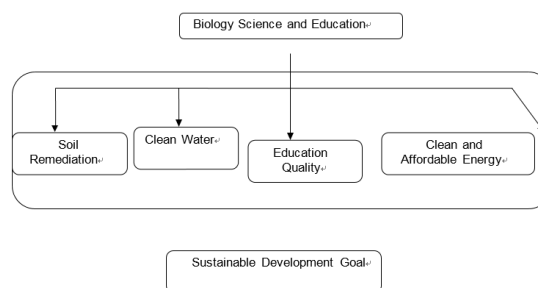 Biology Science and Education
Soil
Remediation
Clean Water
Education
Quality
Clean and
Affordable Energy
Sustainable Development Goal